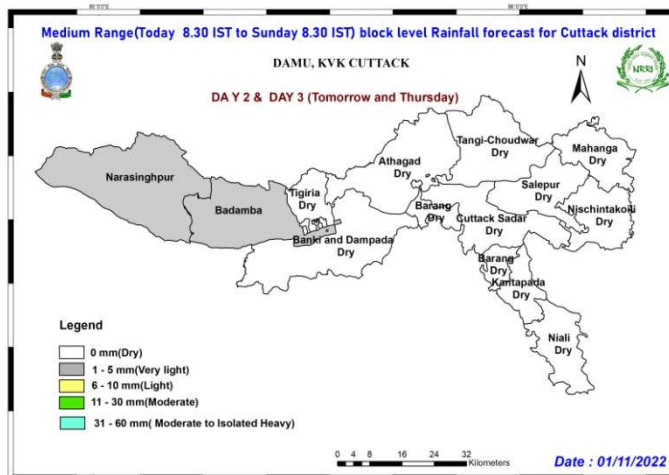 Medium Range(Today 8.30 IST to Sunday 8.30 IST) block level Rainfall forecast for Cuttack district
DAMU, KVK CUTTACK
N
NRRI
DA Y 2 & DAY 3 (Tomorrow and Thursday)
Tangi-Choudwar
Dry
Mahanga
Dry
Athagad
Dry
Narasinghpur
Salepur
Dry
Tigiria
Dry
Badamba
Barang
Dry
Nischintakoili
Dry
Cuttack Sadar
Dry
Banki and Dampada
Dry
Barang
Dry
Kantapada
Dry
Niali
Dry
Legend
0 mm(Dry)
1 - 5 mm(Very light)
6 - 10 mm(Light)
11 - 30 mm(Moderate)
31 - 60 mm( Moderate to Isolated Heavy)
0 4 8 16 24 32
Kilometers
Date : 01/11/2022